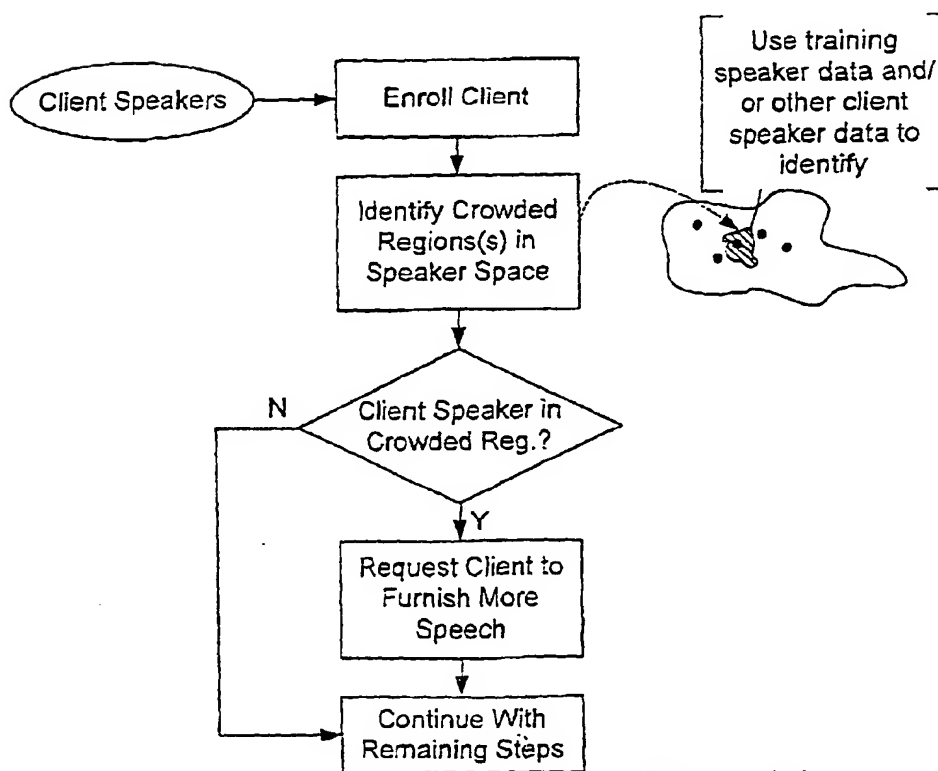 Use training
speaker data and/
or other client
speaker data to
identify
Client Speakers
Enroll Client
Identify Crowded
Regions(s) in
Speaker Space
N
Client Speaker in
Crowded Reg.?
Y
Request Client to
Furnish More
Speech
Continue With
Remaining Steps